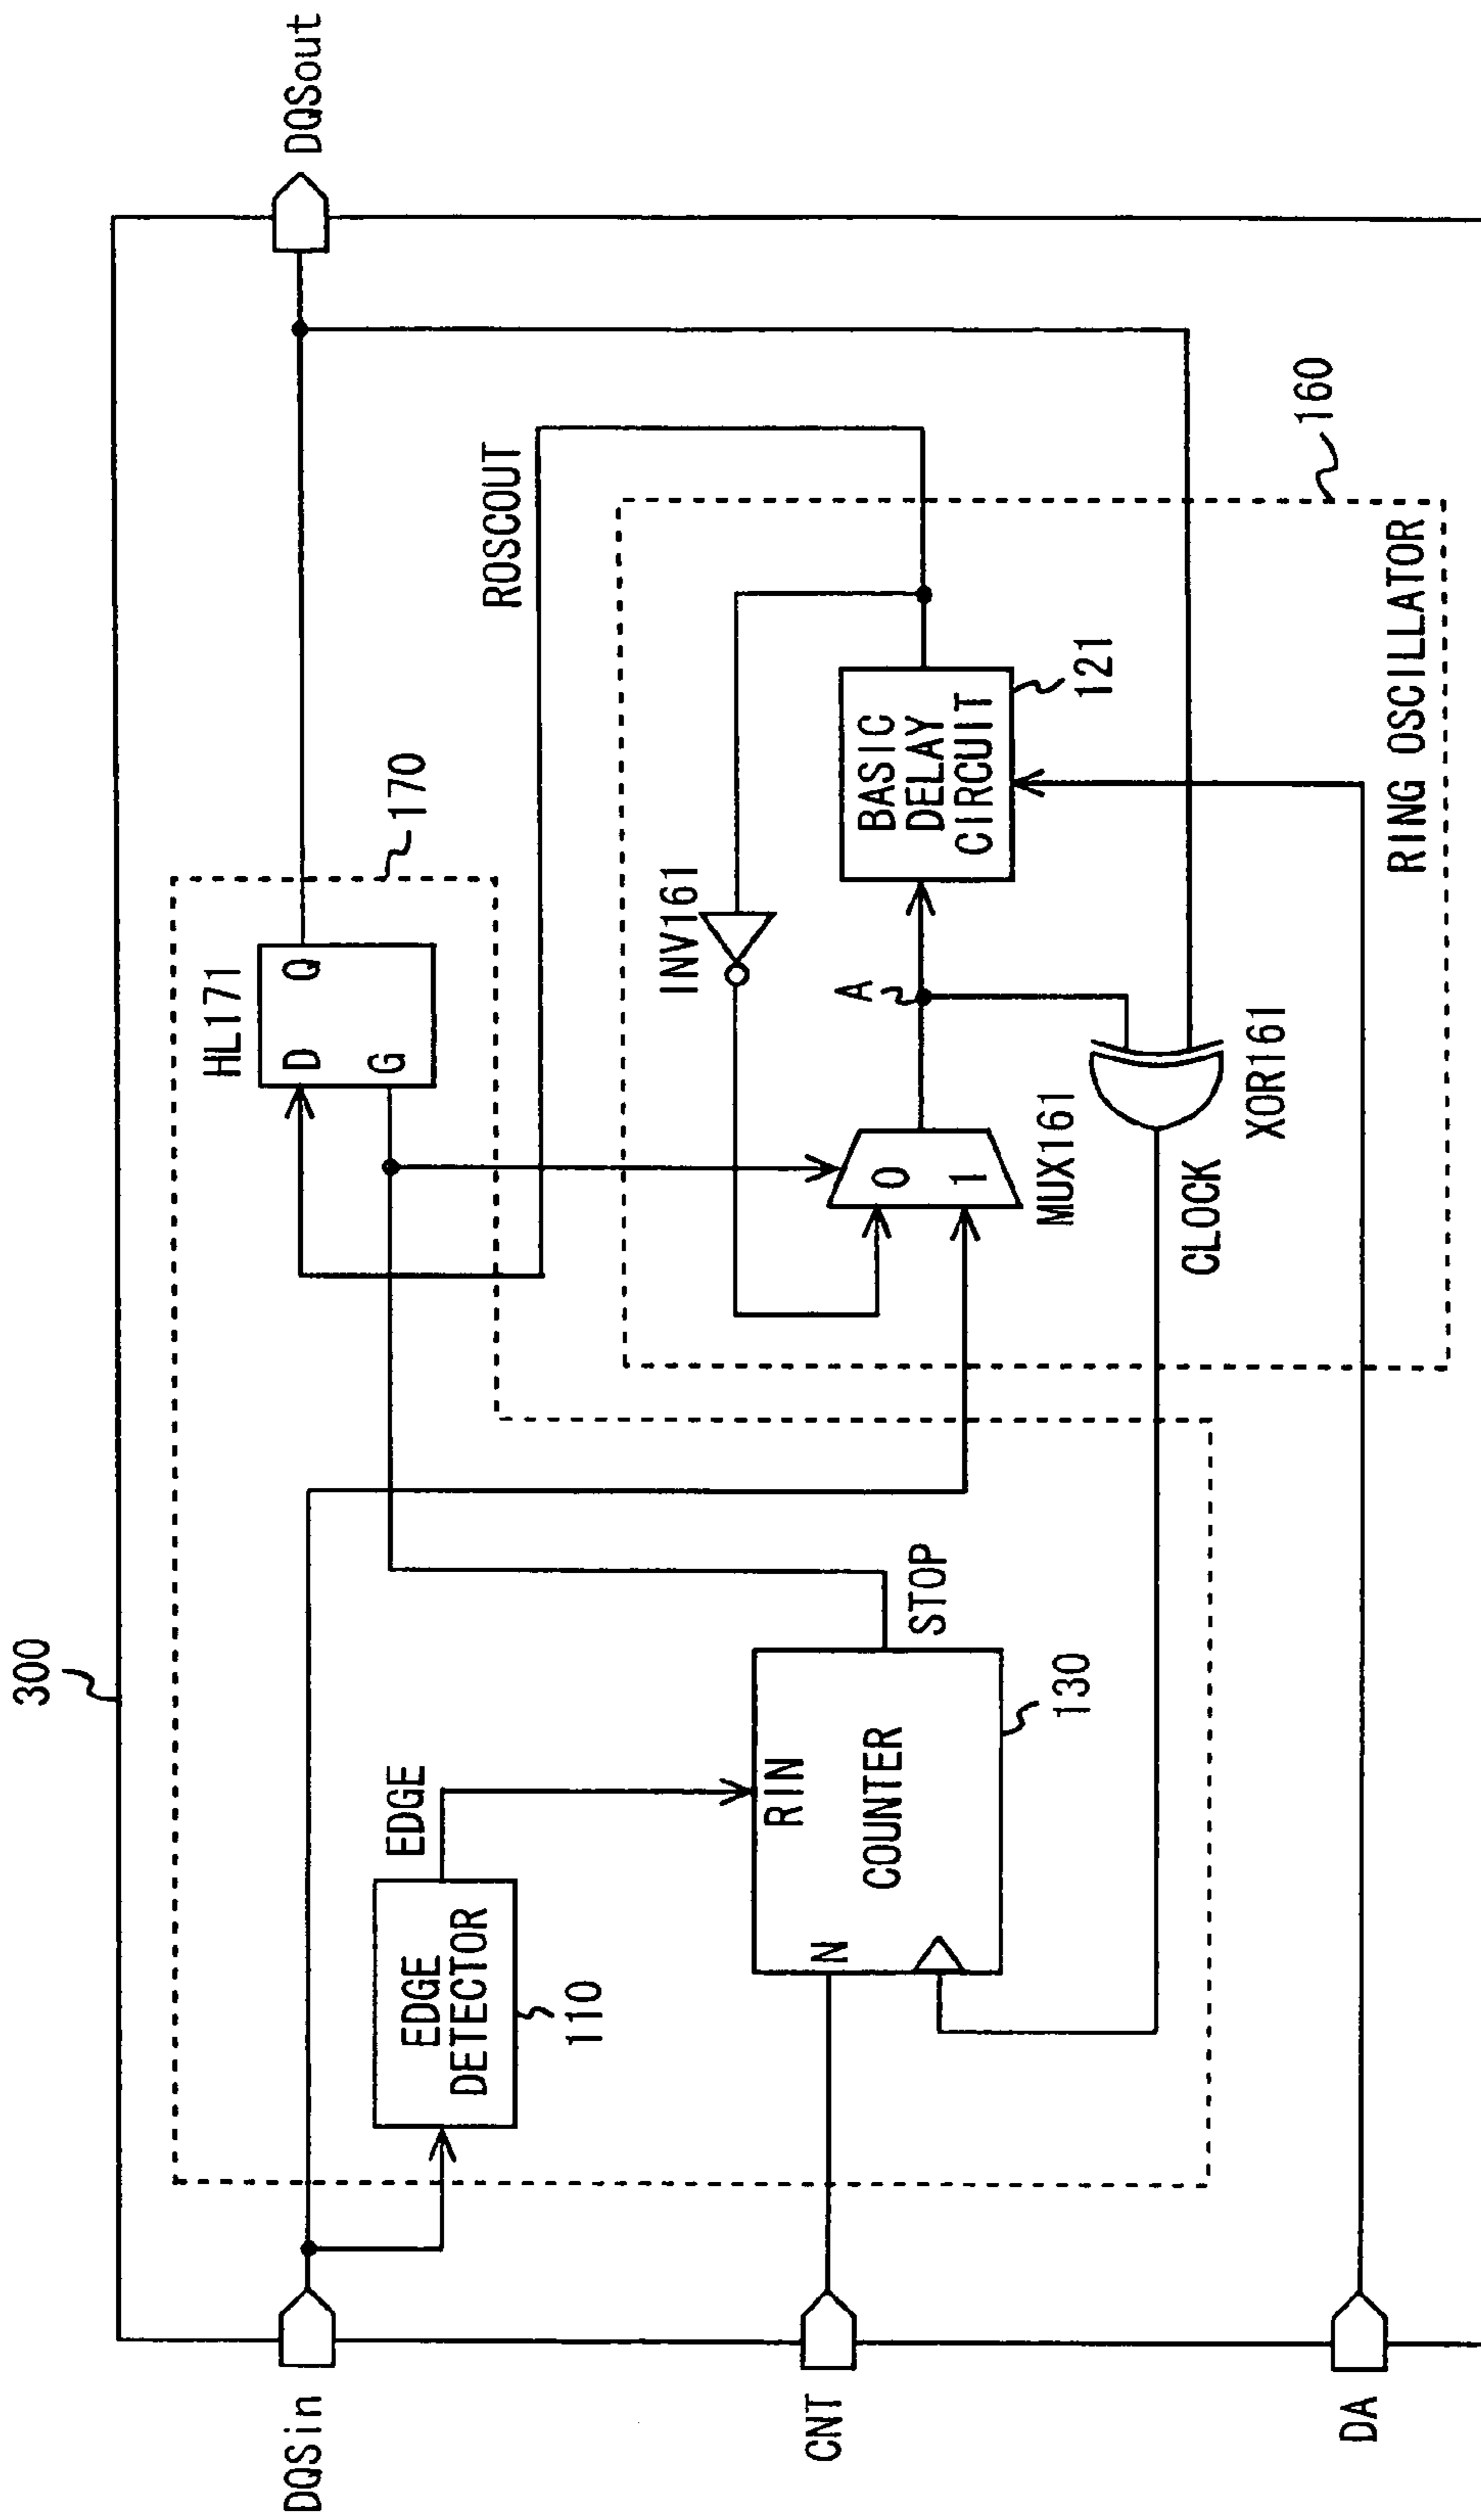 300
DQSin
DQSout
HL171
D
Q
G
170
EDGE
EDGE
DETECTOR
110
ROSCOUT
INV161
RIN
N
COUNTER
STOP
130
A
0
1
MUX161
BASIC
DELAY
CIRCUIT
121
CNT
CLOCK
XOR161
160
DA
RING OSCILLATOR